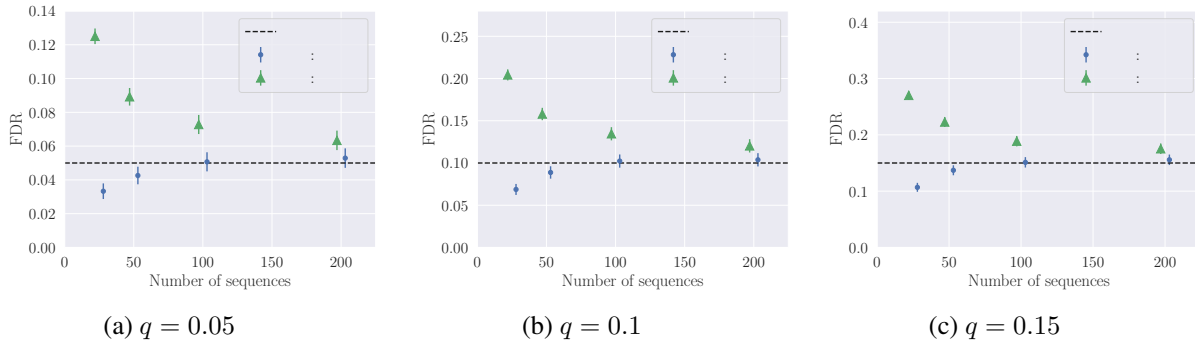 0.14
0.12
0.10
0.08
0.06
0.04
0.02
0.00
FDR
:
:
0 50 100 150 200
Number of sequences
(a) q = 0.05
0.25
0.20
0.15
0.10
0.05
0.00
FDR
:
:
0 50 100 150 200
Number of sequences
(b) q = 0.1
0.4
0.3
0.2
0.1
0.0
FDR
:
:
0 50 100 150 200
Number of sequences
(c) q = 0.15